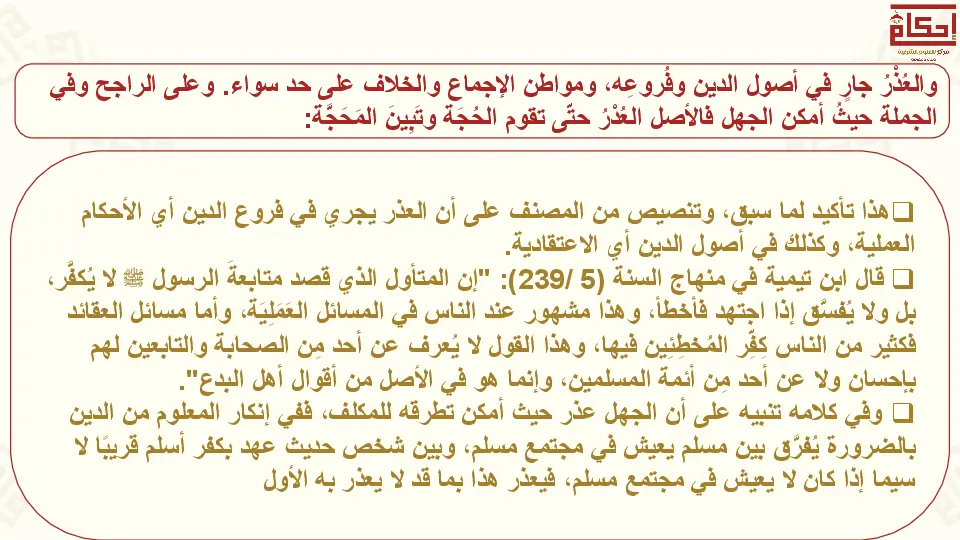 إحكام
مركز للعلوم الشرعية
والعُذْرُ جارٍ في أصول الدين وفُروعِه، ومواطن الإجماع والخلاف على حد سواء. وعلى الراجح وفي
الجملة حيثُ أمكن الجهل فالأصل العُذْرُ حتّى تقوم الحُجَة وتَبِينَ المَحَجَّة:
❑ هذا تأكيد لما سبق، وتنصيص من المصنف على أن العذر يجري في فروع الدين أي الأحكام
العملية، وكذلك في أصول الدين أي الاعتقادية.
❑ قال ابن تيمية في منهاج السنة (5 /239): "إن المتأول الذي قصد متابعةَ الرسول ﷺ لا يُكفَّر،
بل ولا يُفسَّق إذا اجتهد فأخطأ، وهذا مشهور عند الناس في المسائل العَمَلِيَة، وأما مسائل العقائد
فكثير من الناس كِفِّر المُخطِئِين فيها، وهذا القول لا يُعرف عن أحد مِن الصحابة والتابعين لهم
بإحسان ولا عن أحد مِن أئمة المسلمين، وإنما هو في الأصل من أقوال أهل البدع".
❑ وفي كلامه تنبيه على أن الجهل عذر حيث أمكن تطرقه للمكلف، ففي إنكار المعلوم من الدين
بالضرورة يُفرَّق بين مسلم يعيش في مجتمع مسلم، وبين شخص حديث عهد بكفر أسلم قريبًا لا
سيما إذا كان لا يعيش في مجتمع مسلم، فيعذر هذا بما قد لا يعذر به الأول